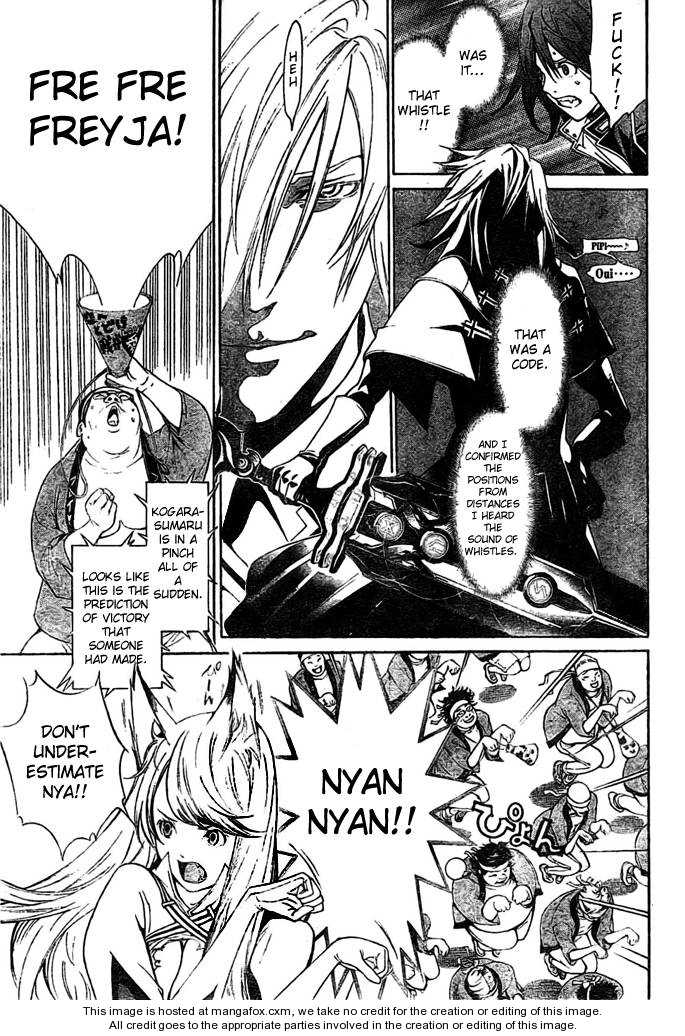 FUCK!!
WAS
IT...
THAT
WHISTLE
!!
PIPI~~~♪
Oui....
THAT
WAS A
CODE.
AND I
CONFIRMED
THE
POSITIONS
FROM
DISTANCES
I HEARD
THE
SOUND OF
WHISTLES.
HEH
FRE FRE
FREYJA!
KOGARA-
SUMARU
IS IN A
PINCH
ALL OF
A
SUDDEN.
LOOKS LIKE
THIS IS THE
PREDICTION
OF VICTORY
THAT
SOMEONE
HAD MADE.
ぴょん
NYAN
NYAN!!
DON'T
UNDER-
ESTIMATE
NYA!!
This image is hosted at mangafox.cxm, we take no credit for the creation or editing of this image.
All credit goes to the appropriate parties involved in the creation or editing of this image.